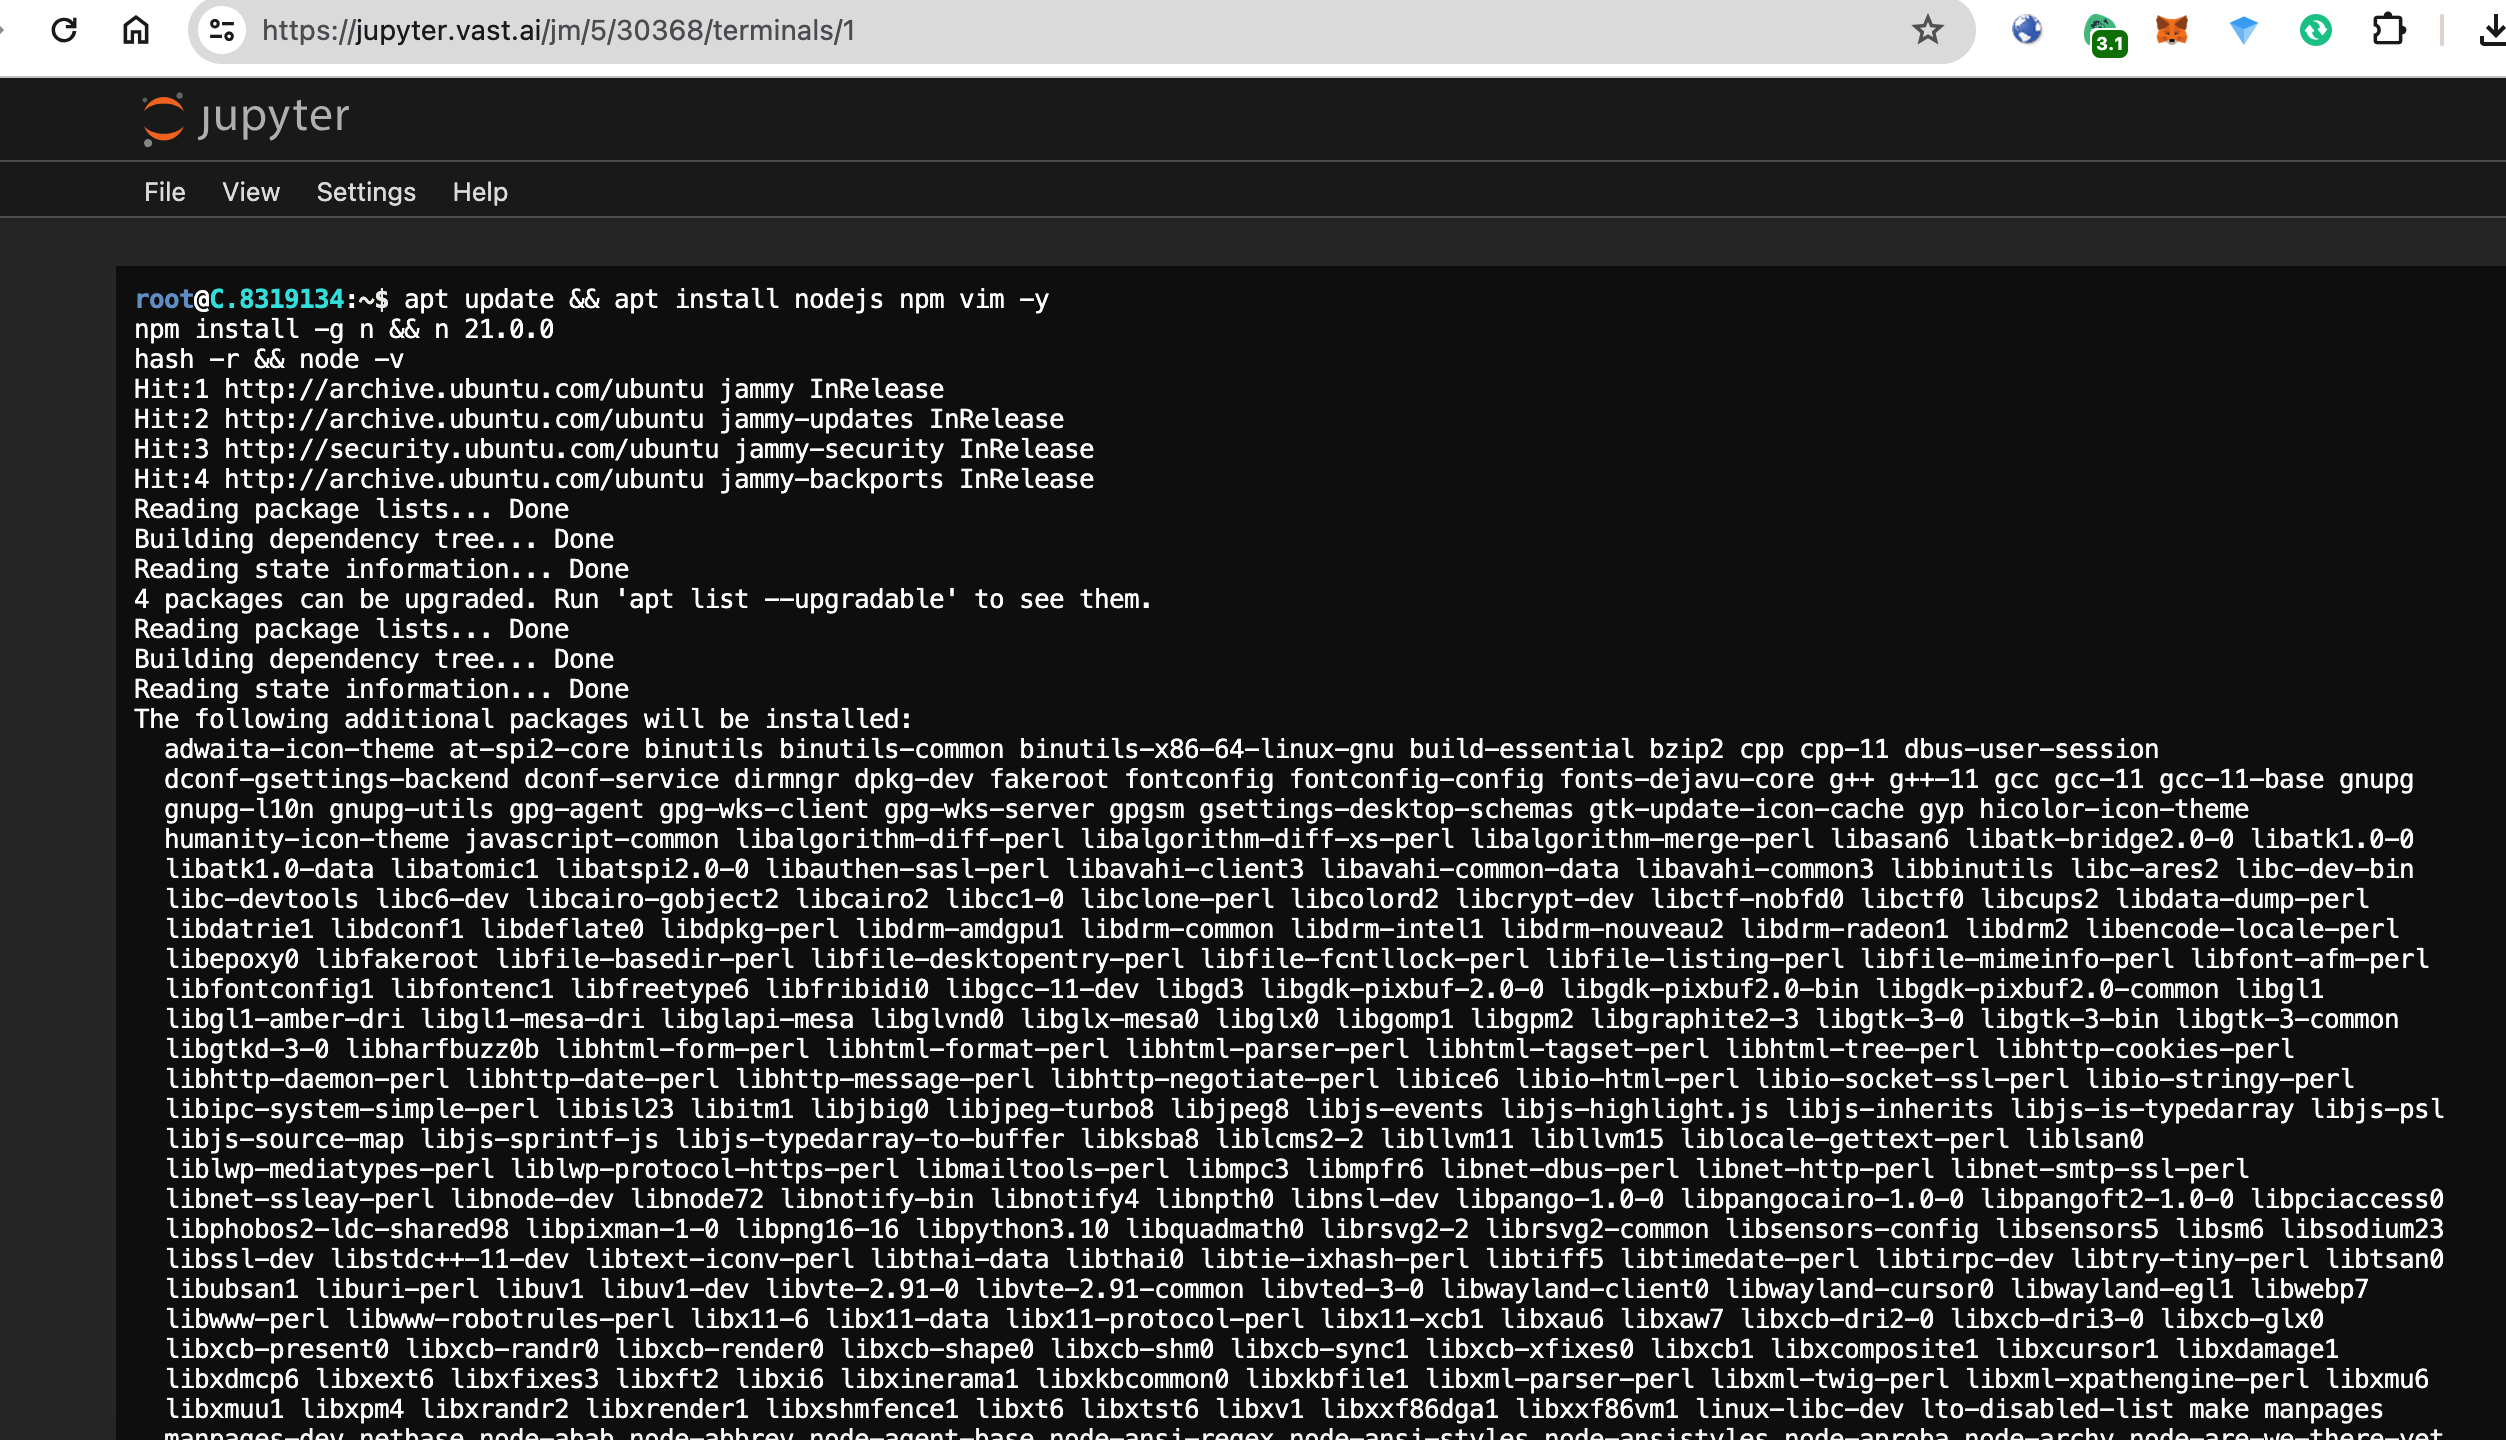 https://jupyter.vast.ai/jm/5/30368/terminals/1
3.1
jupyter
File View Settings Help
root@C.8319134:~$ apt update && apt install nodejs npm vim -y
npm install -g n && n 21.0.0
hash -r && node -v
Hit:1 http://archive.ubuntu.com/ubuntu jammy InRelease
Hit:2 http://archive.ubuntu.com/ubuntu jammy-updates InRelease
Hit:3 http://security.ubuntu.com/ubuntu jammy-security InRelease
Hit:4 http://archive.ubuntu.com/ubuntu jammy-backports InRelease
Reading package lists... Done
Building dependency tree... Done
Reading state information... Done
4 packages can be upgraded. Run 'apt list --upgradable' to see them.
Reading package lists... Done
Building dependency tree... Done
Reading state information... Done
The following additional packages will be installed:
adwaita-icon-theme at-spi2-core binutils binutils-common binutils-x86-64-linux-gnu build-essential bzip2 cpp cpp-11 dbus-user-session
dconf-gsettings-backend dconf-service dirmngr dpkg-dev fakeroot fontconfig fontconfig-config fonts-dejavu-core g++ g++-11 gcc gcc-11 gcc-11-base gnupg
gnupg-l10n gnupg-utils gpg-agent gpg-wks-client gpg-wks-server gpgsm gsettings-desktop-schemas gtk-update-icon-cache gyp hicolor-icon-theme
humanity-icon-theme javascript-common libalgorithm-diff-perl libalgorithm-diff-xs-perl libalgorithm-merge-perl libasan6 libatk-bridge2.0-0 libatk1.0-0
libatk1.0-data libatomic1 libatspi2.0-0 libauthen-sasl-perl libavahi-client3 libavahi-common-data libavahi-common3 libbinutils libc-ares2 libc-dev-bin
libc-devtools libc6-dev libcairo-gobject2 libcairo2 libcc1-0 libclone-perl libcolord2 libcrypt-dev libctf-nobfd0 libctf0 libcups2 libdata-dump-perl
libdatrie1 libdconf1 libdeflate0 libdpkg-perl libdrm-amdgpu1 libdrm-common libdrm-intel1 libdrm-nouveau2 libdrm-radeon1 libdrm2 libencode-locale-perl
libepoxy0 libfakeroot libfile-basedir-perl libfile-desktopentry-perl libfile-fcntllock-perl libfile-listing-perl libfile-mimeinfo-perl libfont-afm-perl
libfontconfig1 libfontenc1 libfreetype6 libfribidi0 libgcc-11-dev libgd3 libgdk-pixbuf-2.0-0 libgdk-pixbuf2.0-bin libgdk-pixbuf2.0-common libgl1
libgl1-amber-dri libgl1-mesa-dri libglapi-mesa libglvnd0 libglx-mesa0 libglx0 libgomp1 libgpm2 libgraphite2-3 libgtk-3-0 libgtk-3-bin libgtk-3-common
libgtkd-3-0 libharfbuzz0b libhtml-form-perl libhtml-format-perl libhtml-parser-perl libhtml-tagset-perl libhtml-tree-perl libhttp-cookies-perl
libhttp-daemon-perl libhttp-date-perl libhttp-message-perl libhttp-negotiate-perl libice6 libio-html-perl libio-socket-ssl-perl libio-stringy-perl
libipc-system-simple-perl libisl23 libitm1 libjbig0 libjpeg-turbo8 libjpeg8 libjs-events libjs-highlight.js libjs-inherits libjs-is-typedarray libjs-psl
libjs-source-map libjs-sprintf-js libjs-typedarray-to-buffer libksba8 liblcms2-2 libllvm11 libllvm15 liblocale-gettext-perl liblsan0
liblwp-mediatypes-perl liblwp-protocol-https-perl libmailtools-perl libmpc3 libmpfr6 libnet-dbus-perl libnet-http-perl libnet-smtp-ssl-perl
libnet-ssleay-perl libnode-dev libnode72 libnotify-bin libnotify4 libnpth0 libnsl-dev libpango-1.0-0 libpangocairo-1.0-0 libpangoft2-1.0-0 libpciaccess0
libphobos2-ldc-shared98 libpixman-1-0 libpng16-16 libpython3.10 libquadmath0 librsvg2-2 librsvg2-common libsensors-config libsensors5 libsm6 libsodium23
libssl-dev libstdc++-11-dev libtext-iconv-perl libthai-data libthai0 libtie-ixhash-perl libtiff5 libtimedate-perl libtirpc-dev libtry-tiny-perl libtsan0
libubsan1 liburi-perl libuv1 libuv1-dev libvte-2.91-0 libvte-2.91-common libvted-3-0 libwayland-client0 libwayland-cursor0 libwayland-egl1 libwebp7
libwww-perl libwww-robotrules-perl libx11-6 libx11-data libx11-protocol-perl libx11-xcb1 libxau6 libxaw7 libxcb-dri2-0 libxcb-dri3-0 libxcb-glx0
libxcb-present0 libxcb-randr0 libxcb-render0 libxcb-shape0 libxcb-shm0 libxcb-sync1 libxcb-xfixes0 libxcb1 libxcomposite1 libxcursor1 libxdamage1
libxdmcp6 libxext6 libxfixes3 libxft2 libxi6 libxinerama1 libxkbcommon0 libxkbfile1 libxml-parser-perl libxml-twig-perl libxml-xpathengine-perl libxmu6
libxmuu1 libxpm4 libxrandr2 libxrender1 libxshmfence1 libxt6 libxtst6 libxv1 libxxf86dga1 libxxf86vm1 linux-libc-dev lto-disabled-list make manpages
manpages-dev netbase node-abab node-abbrev node-agent-base node-ansi-regex node-ansi-styles node-ansistyles node-aproba node-archy node-are-we-there-yet